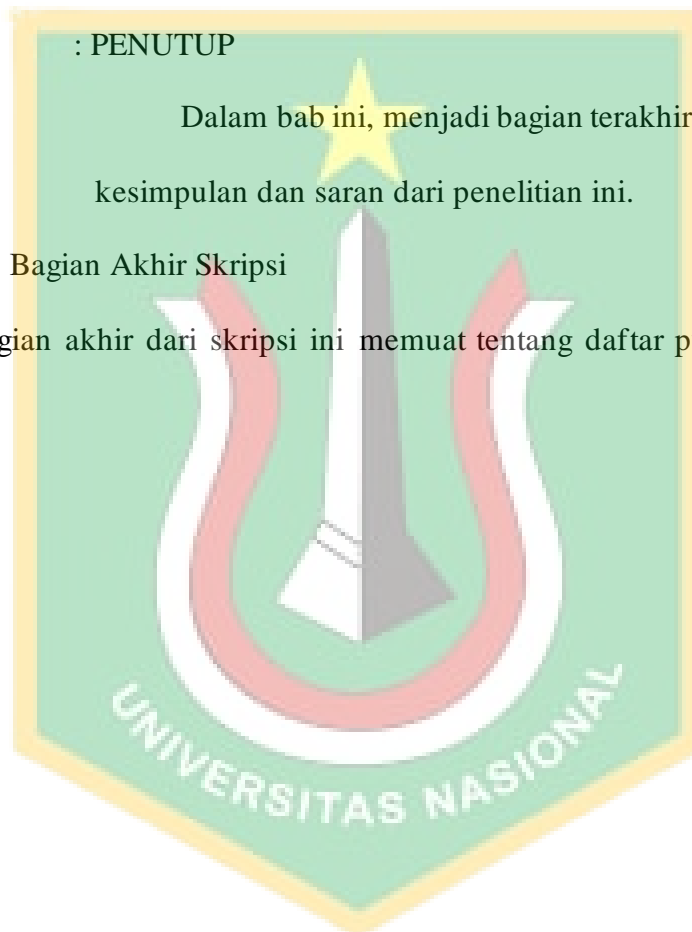 : PENUTUP
Dalam bab ini, menjadi bagian terakhir
kesimpulan dan saran dari penelitian ini.
Bagian Akhir Skripsi
gian akhir dari skripsi ini memuat tentang daftar p
UNIVERSITAS NASIONAL